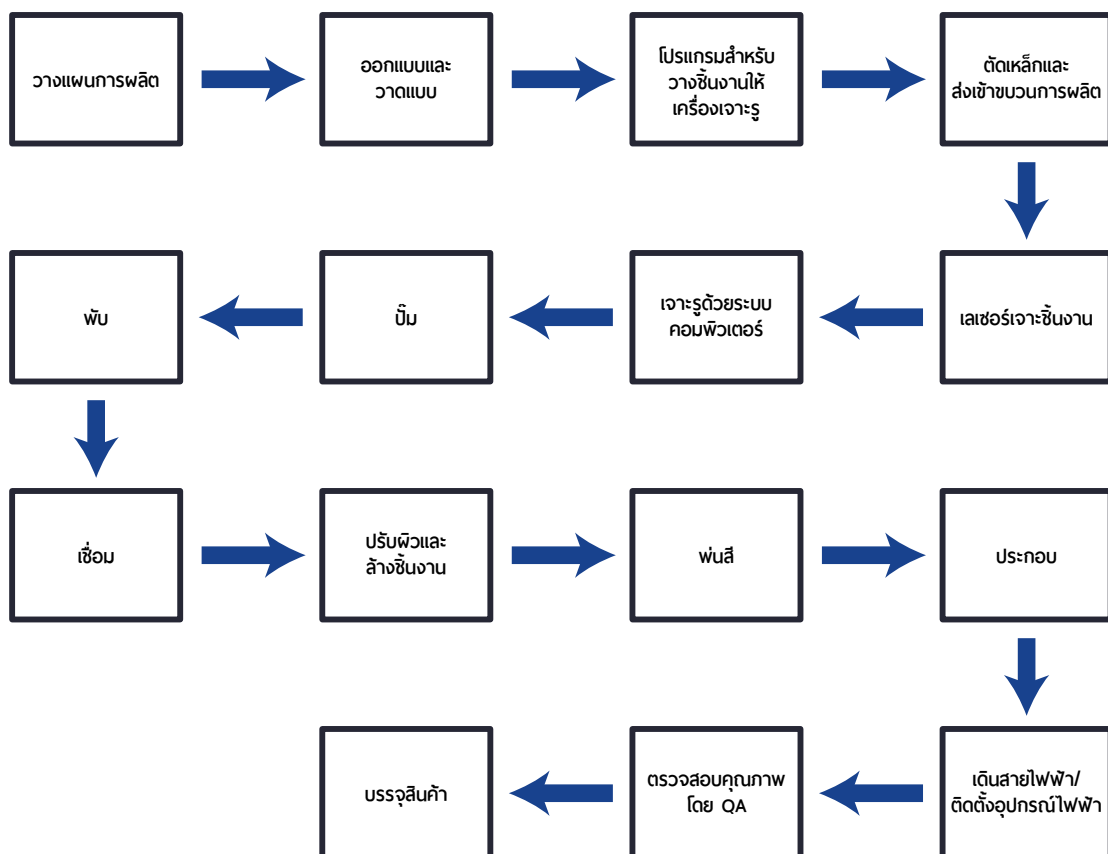 วางแผนการผลิต
ออกแบบและ
วาดแบบ
โปรแกรมสำหรับ
วางชิ้นงานให้
เครื่องเจาะรู
ตัดเหล็กและ
ส่งเข้าขบวนการผลิต
เลเซอร์เจาะชิ้นงาน
เจาะรูด้วยระบบ
คอมพิวเตอร์
ปั๊ม
พับ
เชื่อม
ปรับผิวและ
ล้างชิ้นงาน
พ่นสี
ประกอบ
เดินสายไฟฟ้า/
ติดตั้งอุปกรณ์ไฟฟ้า
ตรวจสอบคุณภาพ
โดย QA
บรรจุสินค้า